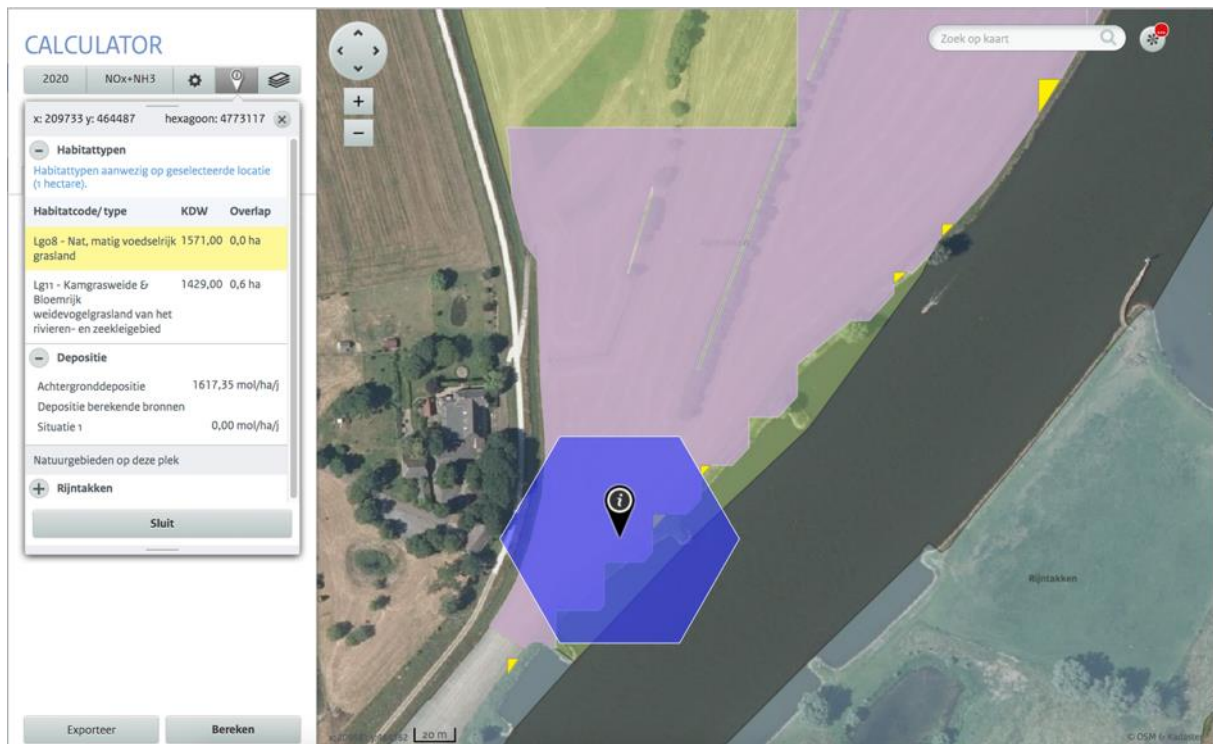 CALCULATOR
2020 NOx+NH3
x: 209733 y: 464487 hexagoon: 4773117
Habitattypen
Habitattypen aanwezig op geselecteerde locatie
(1 hectare).
Habitatcode/ type KDW Overlap
Lg08 - Nat, matig voedselrijk 1571,00 0,0 ha
grasland
Lg11 - Kamgrasweide & 1429,00 0,6 ha
Bloemrijk
weidevogelgrasland van het
rivieren- en zeekleigebied
Depositie
Achtergronddepositie 1617,35 mol/ha/j
Depositie berekende bronnen
Situatie 1 0,00 mol/ha/j
Natuurgebieden op deze plek
Rijntakken
Sluit
Exporteer Bereken
Zoek op kaart
Rijntakken
20 m
© OSM & Kadaster